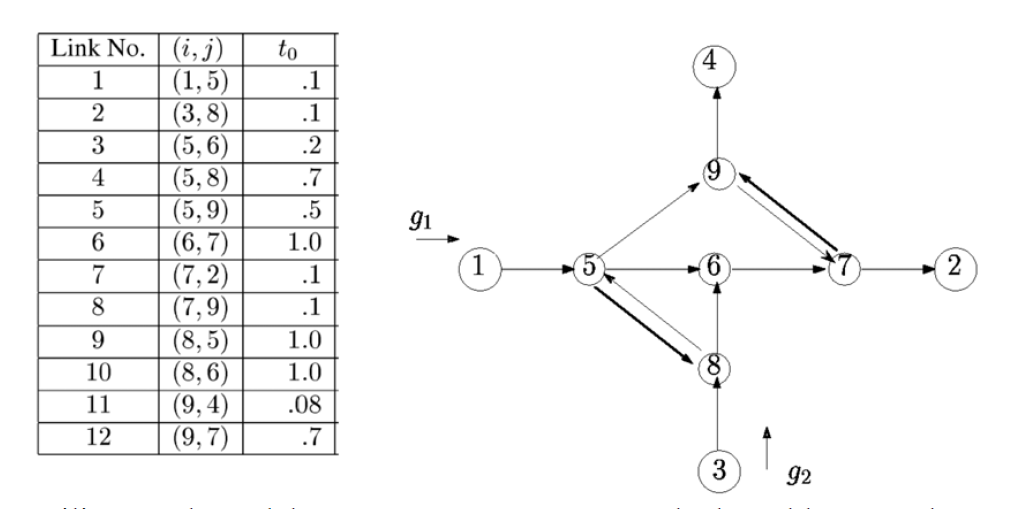 Link No. (i, j) t₀
1 (1, 5) .1
2 (3, 8) .1
3 (5, 6) .2
4 (5, 8) .7
5 (5, 9) .5
6 (6, 7) 1.0
7 (7, 2) .1
8 (7, 9) .1
9 (8, 5) 1.0
10 (8, 6) 1.0
11 (9, 4) .08
12 (9, 7) .7
4
9
g₁
1 5 6 7 2
8
3 g₂